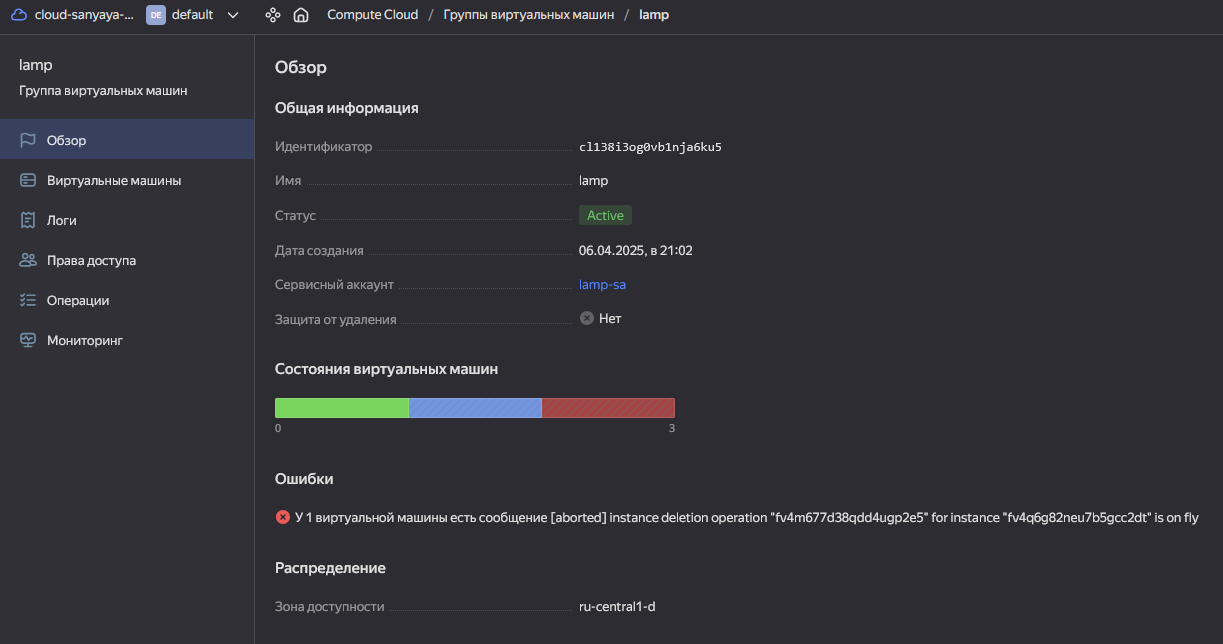 cloud-sanyaya-... DE default Compute Cloud / Группы виртуальных машин / lamp
lamp
Группа виртуальных машин
Обзор
Виртуальные машины
Логи
Права доступа
Операции
Мониторинг
Обзор
Общая информация
Идентификатор cl138i3og0vb1nja6ku5
Имя lamp
Статус Active
Дата создания 06.04.2025, в 21:02
Сервисный аккаунт lamp-sa
Защита от удаления Нет
Состояния виртуальных машин
0 3
Ошибки
У 1 виртуальной машины есть сообщение [aborted] instance deletion operation "fv4m677d38qdd4ugp2e5" for instance "fv4q6g82neu7b5gcc2dt" is on fly
Распределение
Зона доступности ru-central1-d